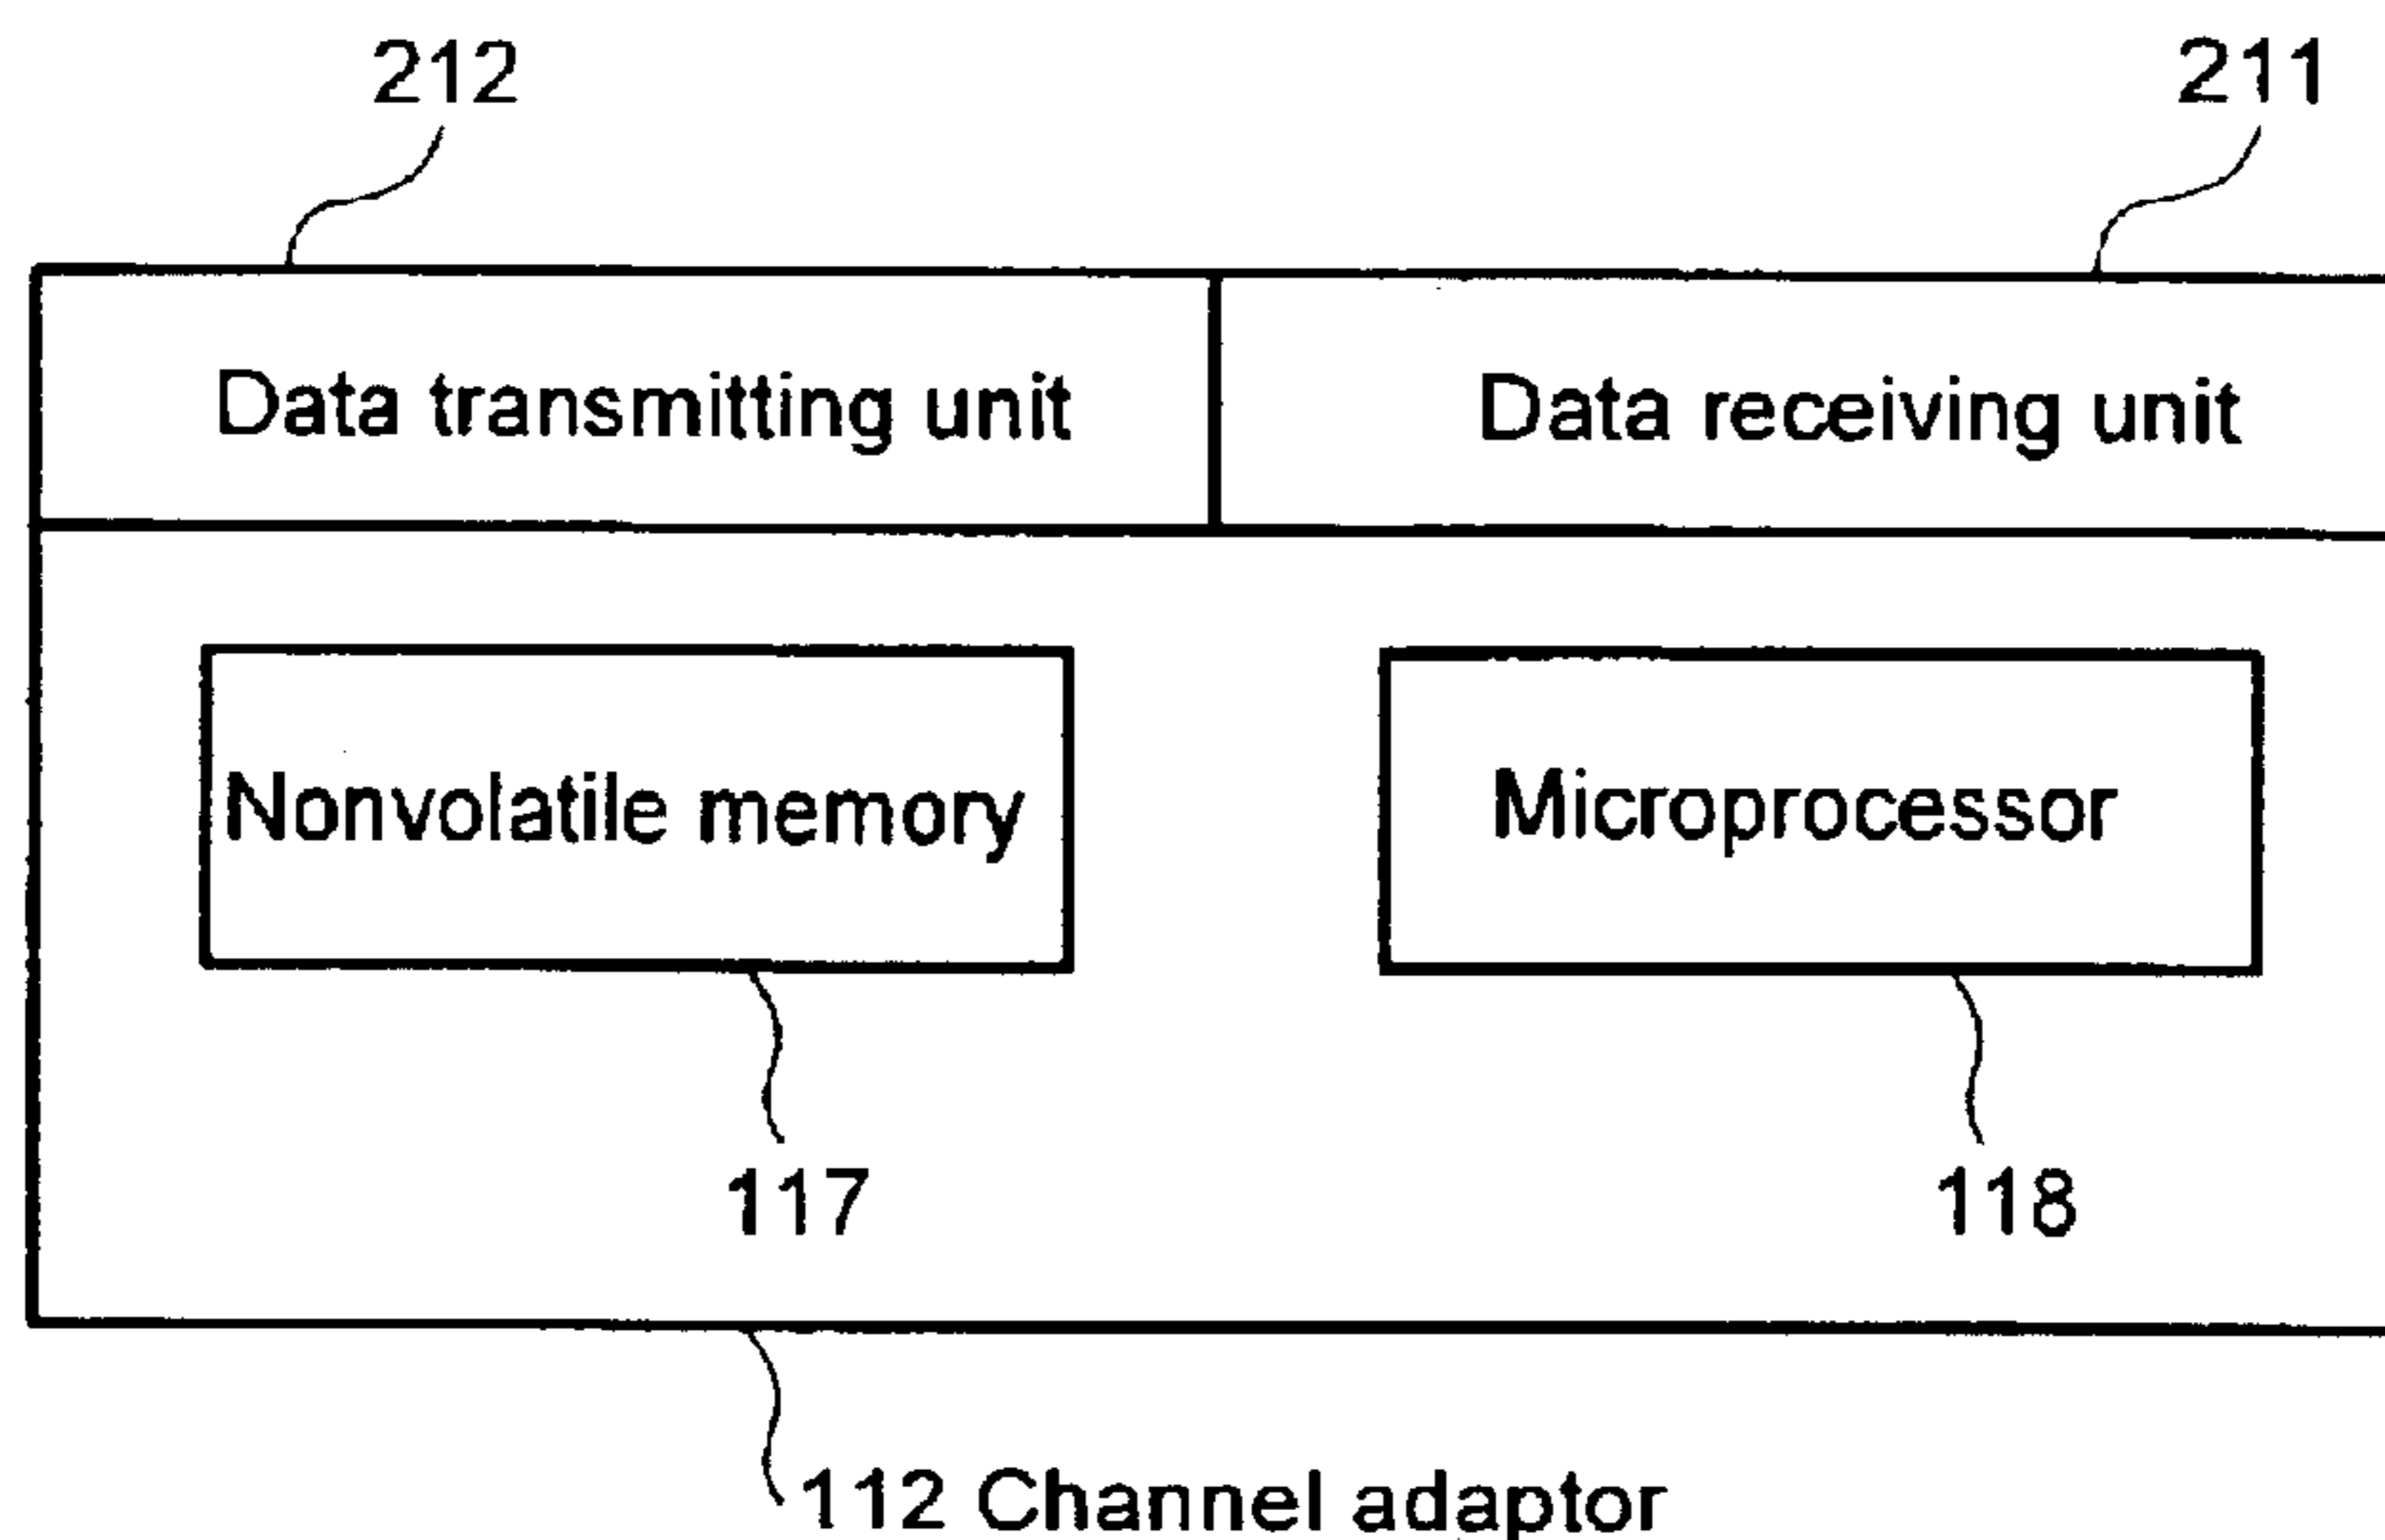 212 211
Data transmitting unit Data receiving unit
Nonvolatile memory Microprocessor
117 118
112 Channel adaptor